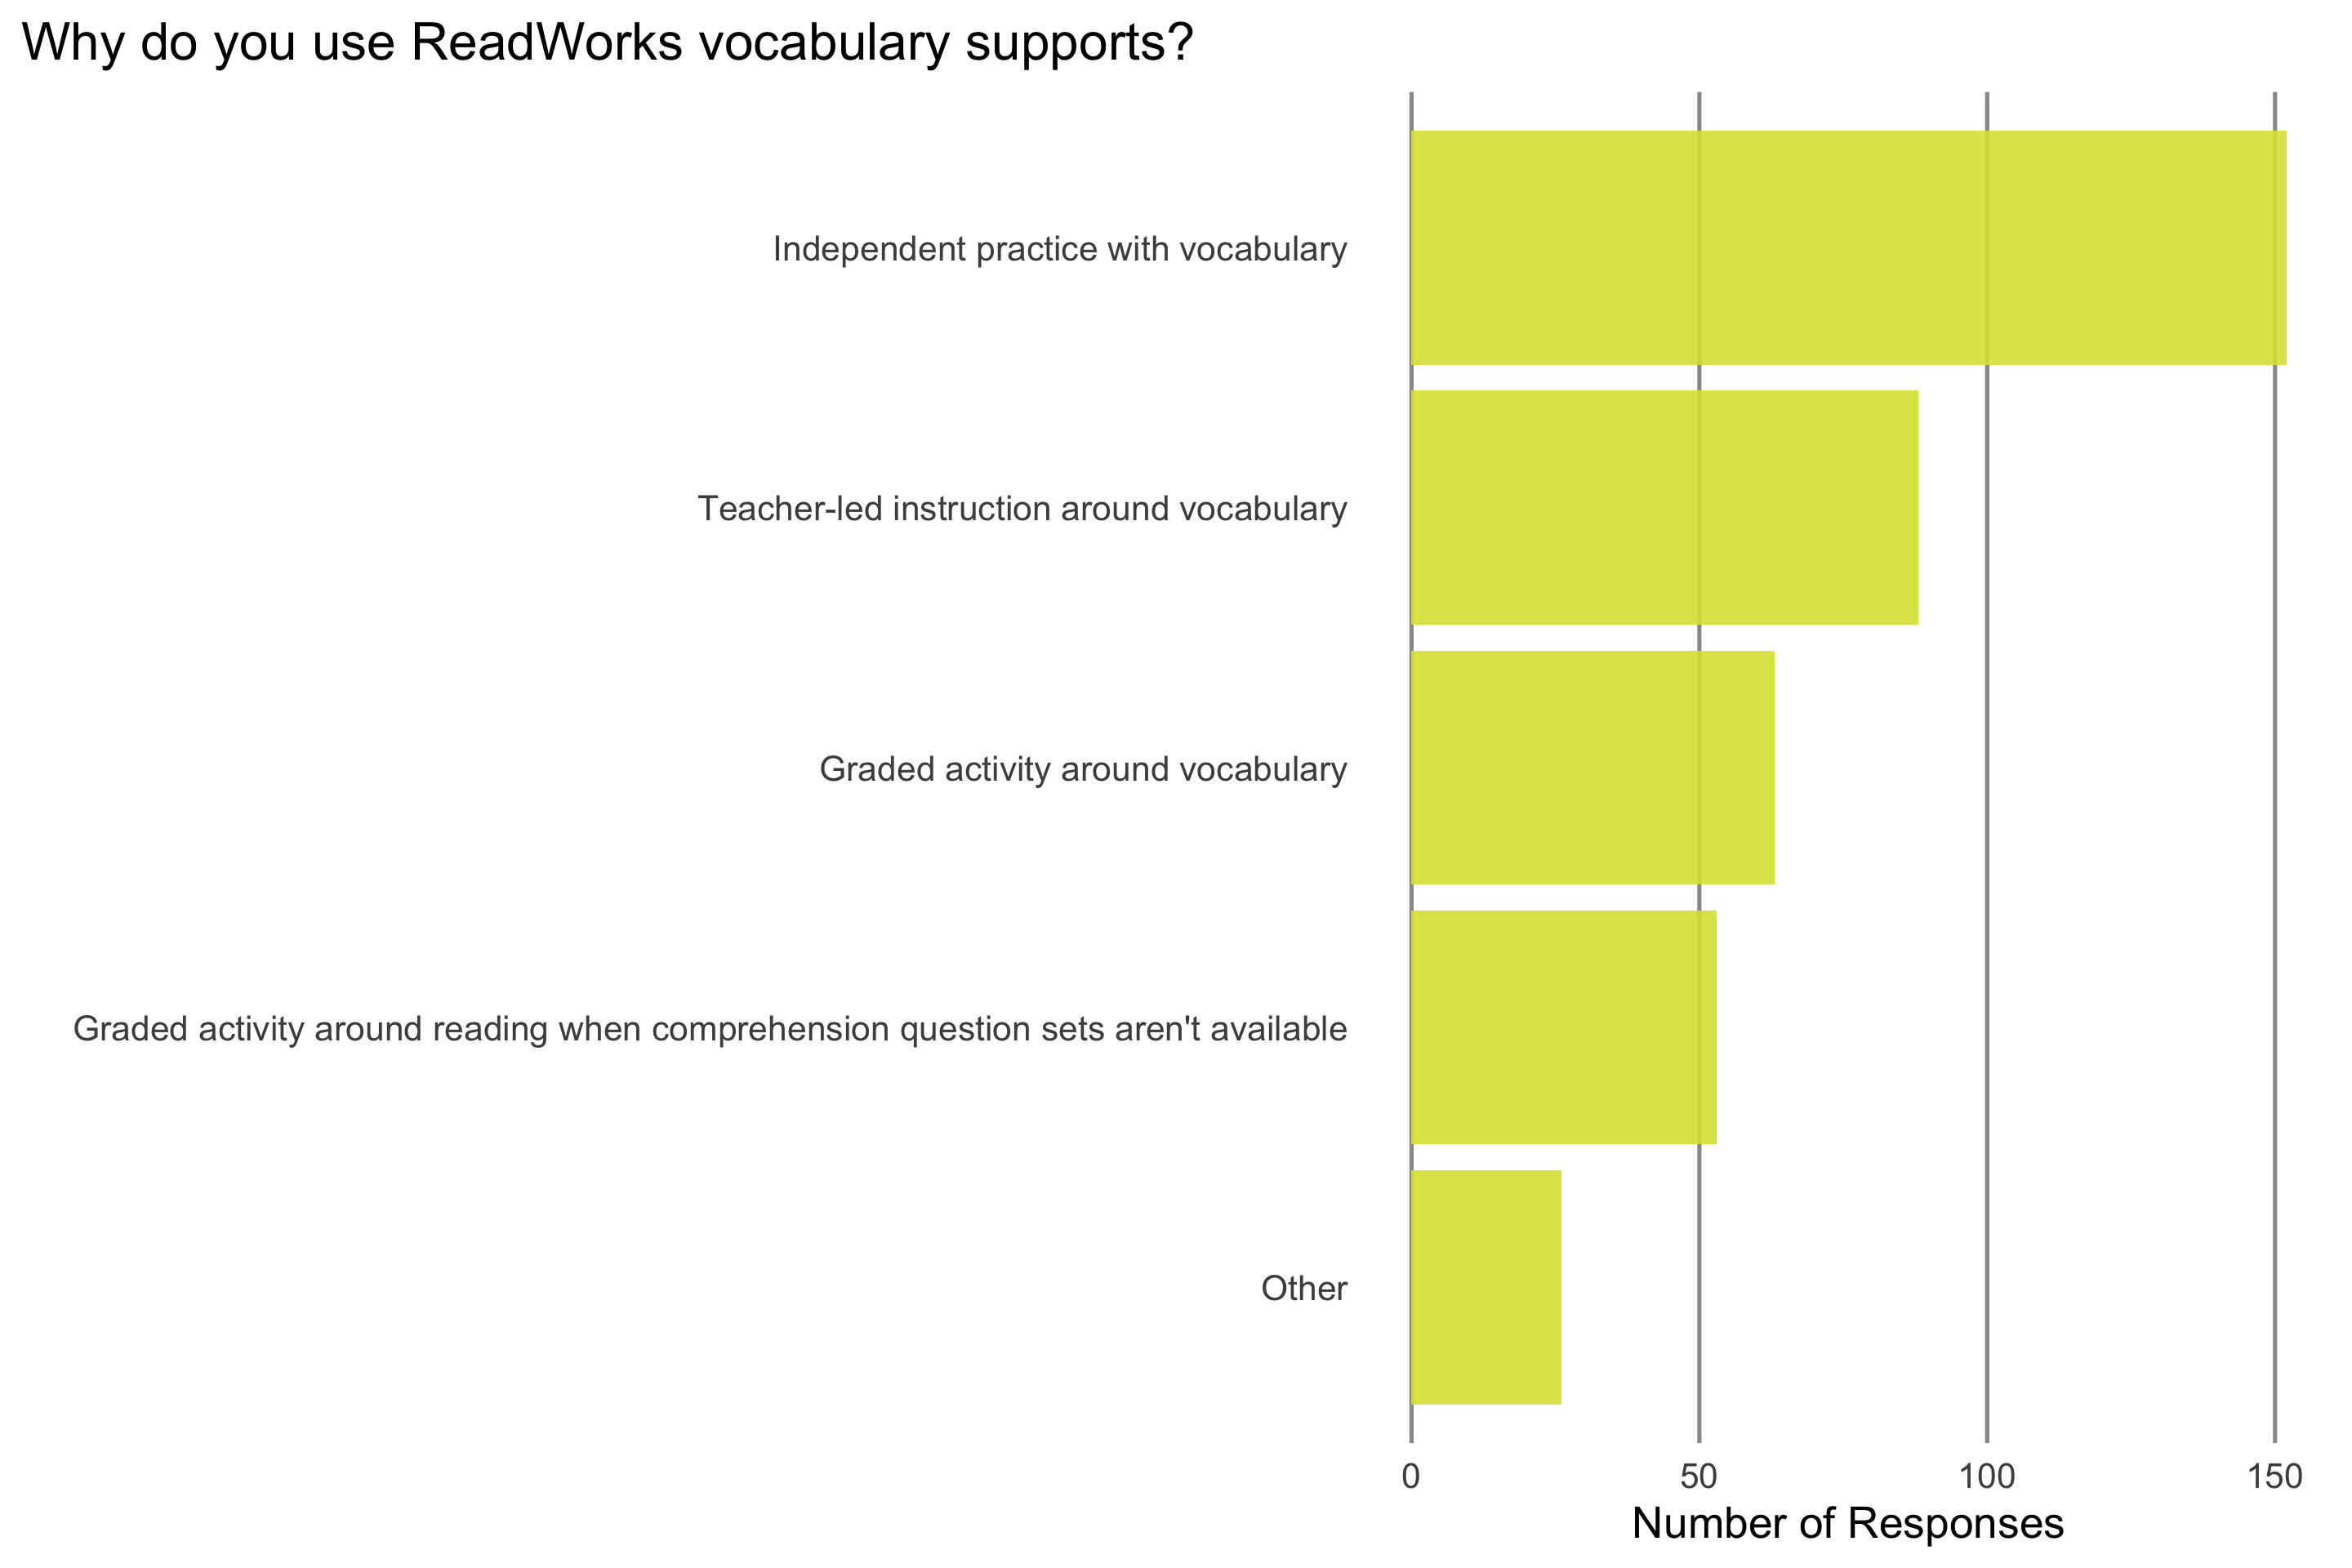 Why do you use ReadWorks vocabulary supports?
Independent practice with vocabulary
Teacher-led instruction around vocabulary
Graded activity around vocabulary
Graded activity around reading when comprehension question sets aren't available
Other
0 50 100 150
Number of Responses